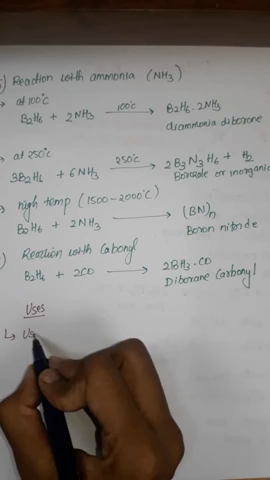 ) Reaction with ammonia (NH3)
→ at 100°C
B2H6 + 2NH3 100°C → B2H6 · 2NH3
diammonia diborane
→ at 250°C
3B2H6 + 6NH3 250°C → 2B3N3H6 + H2
Borazole or inorganic
→ high temp (1500-2000°C)
B2H6 + 2NH3 → (BN)n
Boron nitride
) Reaction with Carbonyl
B2H6 + 2CO → 2BH3·CO
Diborane Carbonyl
Uses
↳ Us